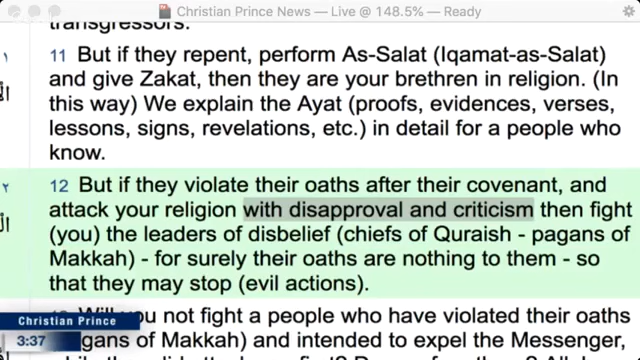 Christian Prince News — Live @ 148.5% — Ready
transgressors.
11 But if they repent, perform As-Salat (Iqamat-as-Salat)
and give Zakat, then they are your brethren in religion. (In
this way) We explain the Ayat (proofs, evidences, verses,
lessons, signs, revelations, etc.) in detail for a people who
know.
12 But if they violate their oaths after their covenant, and
attack your religion with disapproval and criticism then fight
(you) the leaders of disbelief (chiefs of Quraish - pagans of
Makkah) - for surely their oaths are nothing to them - so
that they may stop (evil actions).
Will you not fight a people who have violated their oaths
gans of Makkah) and intended to expel the Messenger,
Christian Prince
3:37